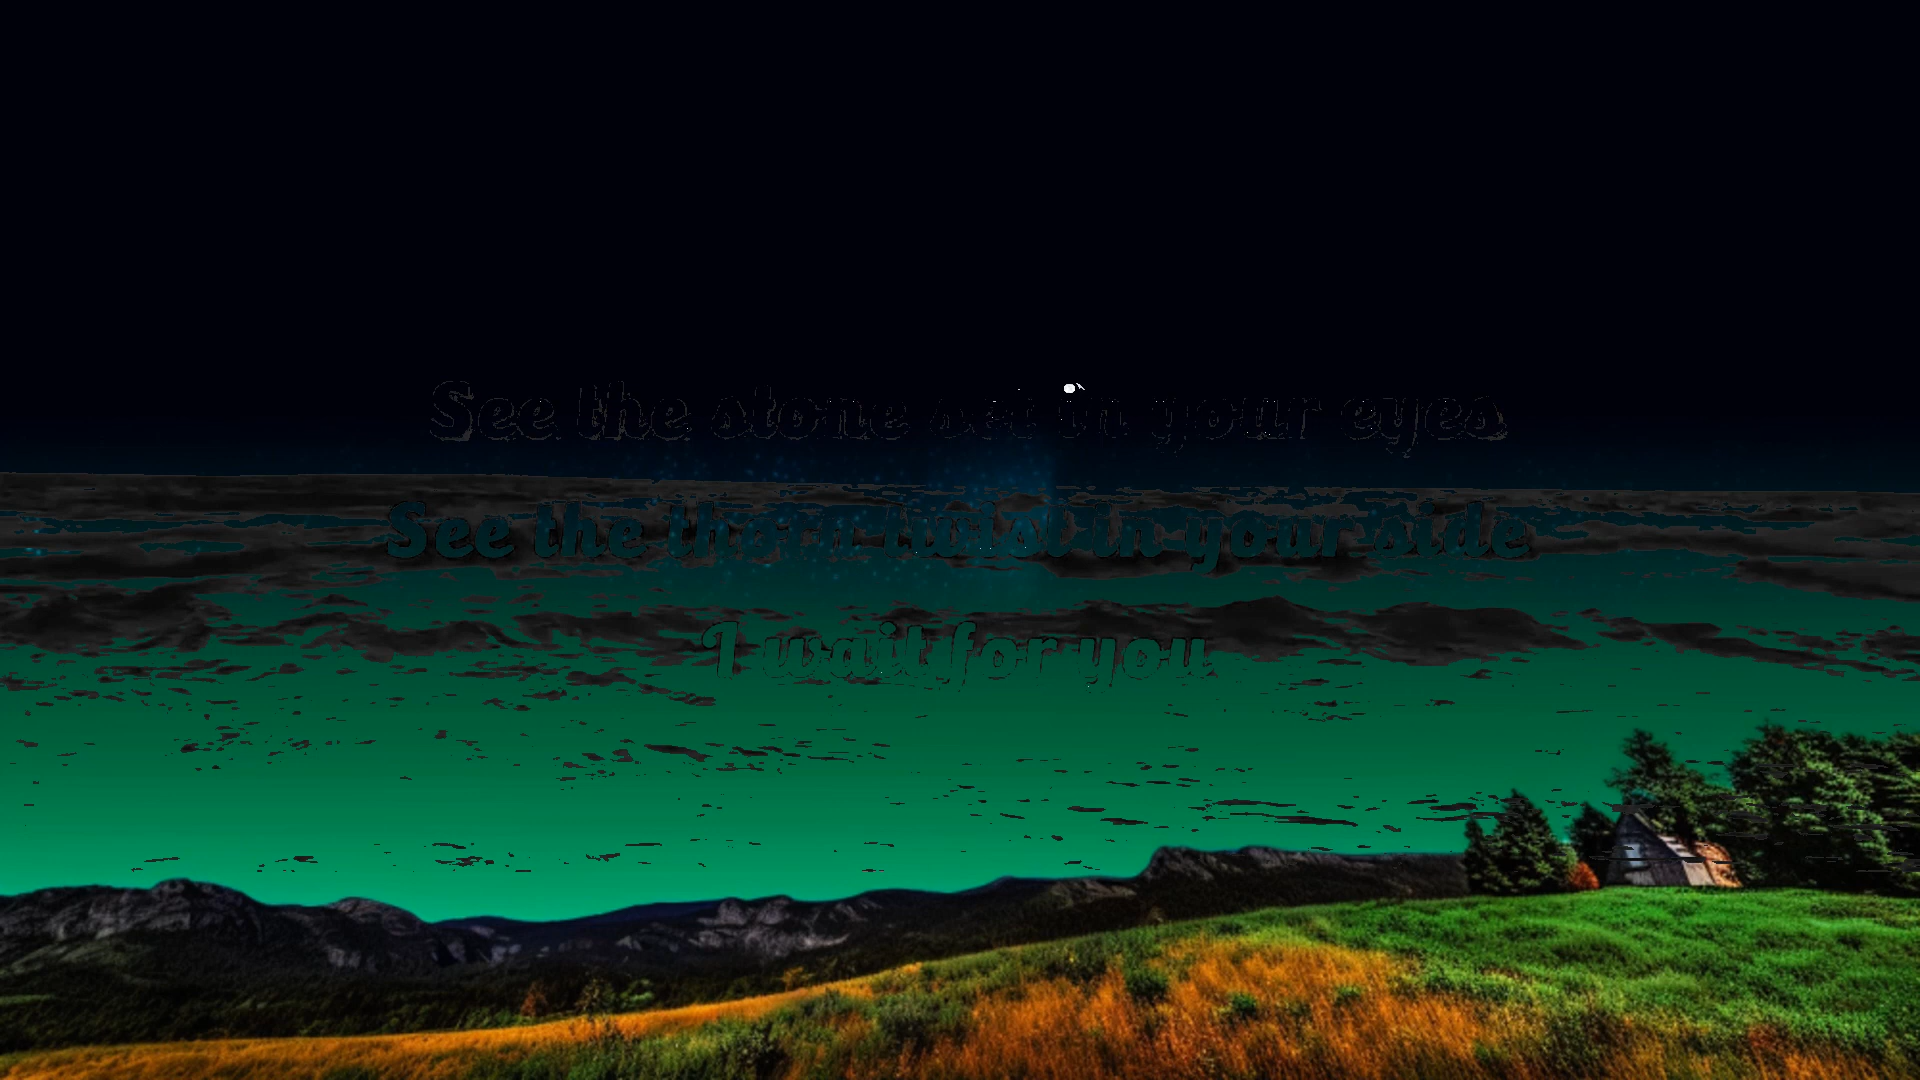 See the stone set in your eyes
See the thorn twist in your side
I wait for you